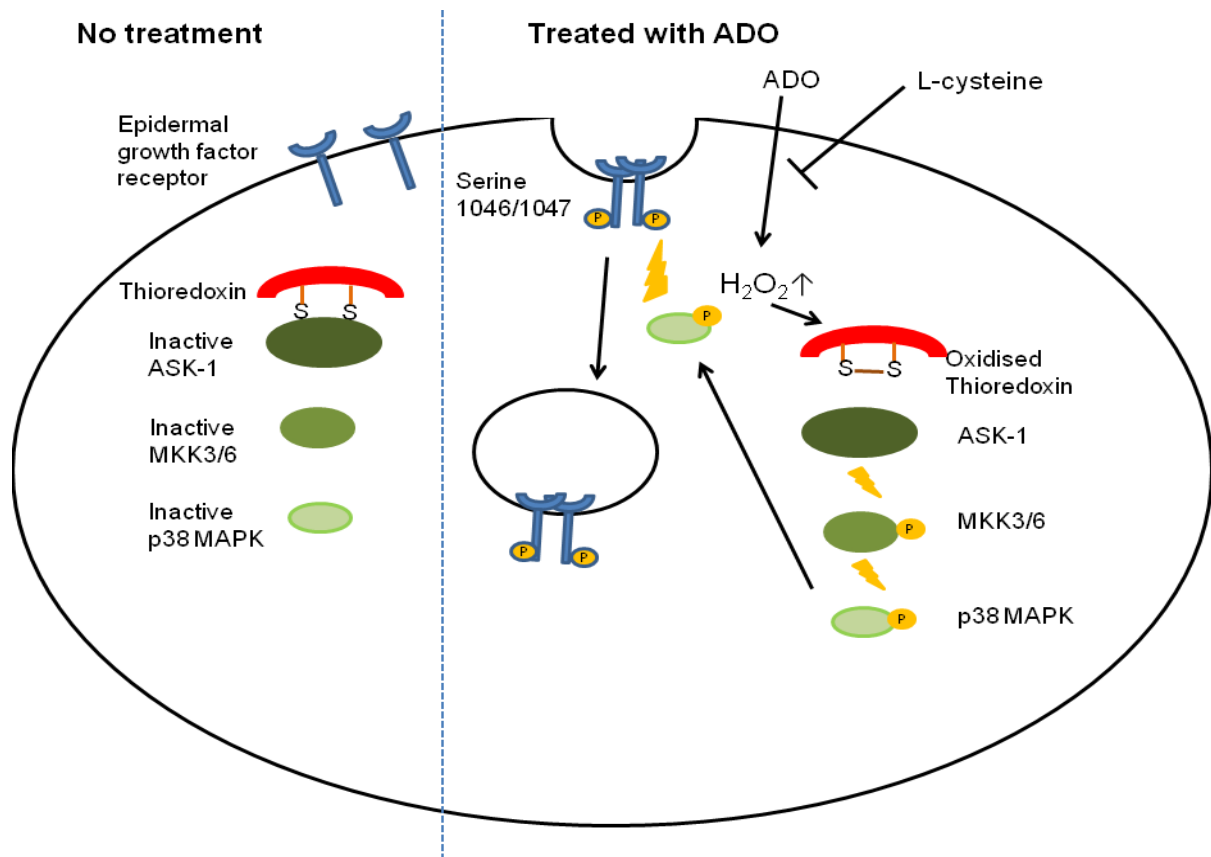 No treatment
Epidermal
growth factor
receptor
Thioredoxin
S S
Inactive
ASK-1
Inactive
MKK3/6
Inactive
p38 MAPK
Treated with ADO
ADO
L-cysteine
Serine
1046/1047
P P
H₂O₂↑
P
S S
Oxidised
Thioredoxin
ASK-1
MKK3/6
P
p38 MAPK
P
P P